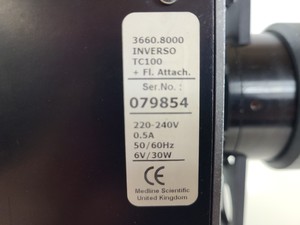 3660.8000
INVERSO
TC100
+ Fl. Attach.
Ser.No.:
079854
220-240V
0.5A
50/60Hz
6V/30W
CE
Medline Scientific
United Kingdom